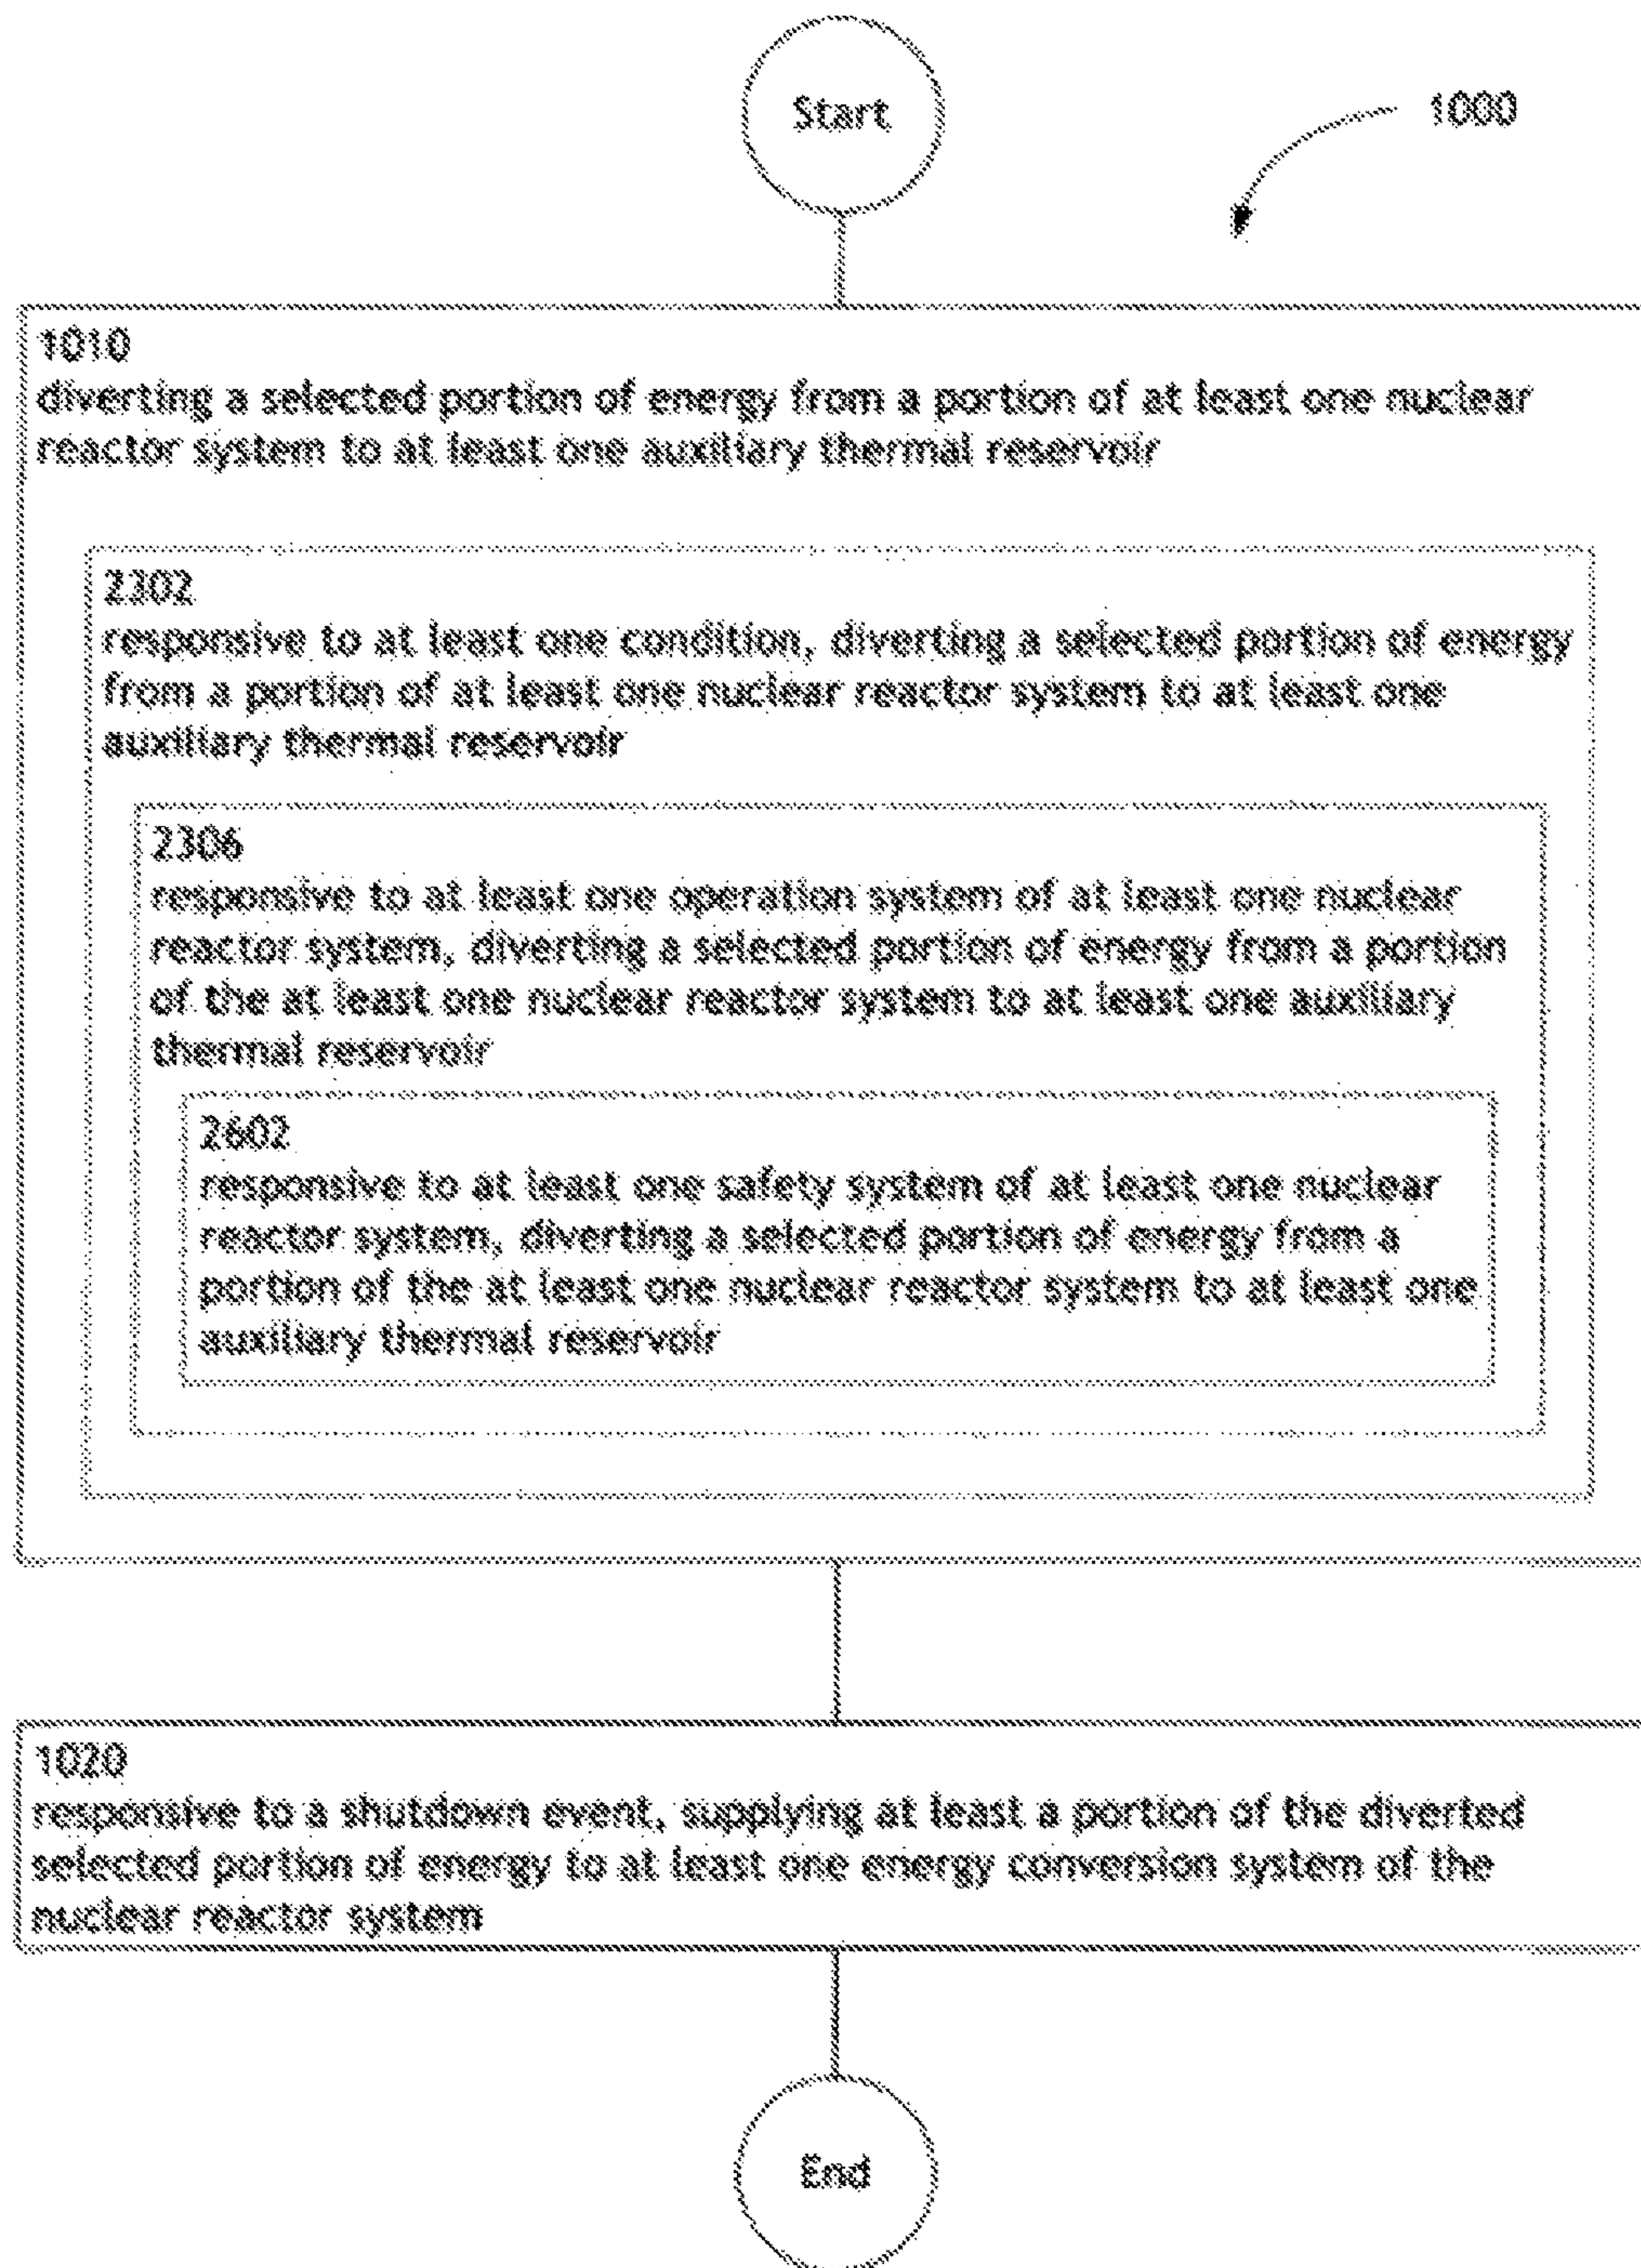 Start
1000
1010
diverting a selected portion of energy from a portion of at least one nuclear
reactor system to at least one auxiliary thermal reservoir
2302
responsive to at least one condition, diverting a selected portion of energy
from a portion of at least one nuclear reactor system to at least one
auxiliary thermal reservoir
2306
responsive to at least one operation system of at least one nuclear
reactor system, diverting a selected portion of energy from a portion
of the at least one nuclear reactor system to at least one auxiliary
thermal reservoir
2602
responsive to at least one safety system of at least one nuclear
reactor system, diverting a selected portion of energy from a
portion of the at least one nuclear reactor system to at least one
auxiliary thermal reservoir
1020
responsive to a shutdown event, supplying at least a portion of the diverted
selected portion of energy to at least one energy conversion system of the
nuclear reactor system
End